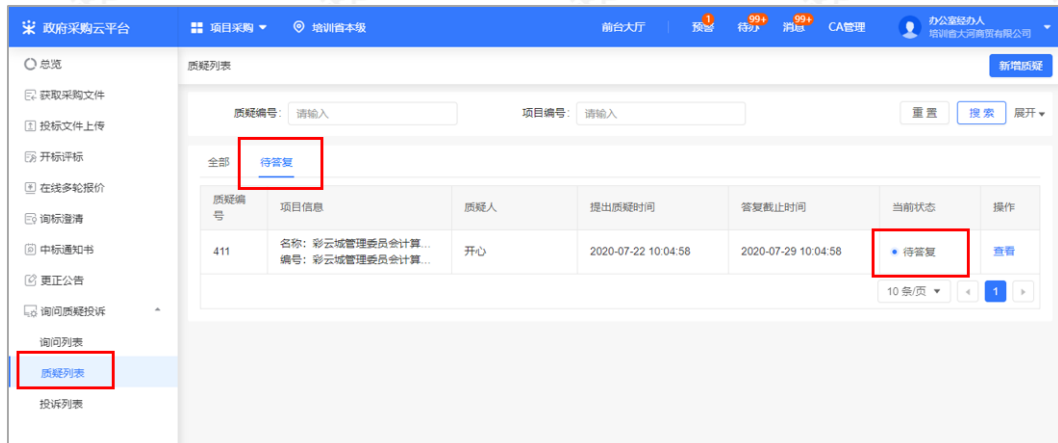 政府采购云平台 项目采购 培训省本级 前台大厅 预警 1 待办 99+ 消息 99+ CA管理 办公室经办人
培训省大河商贸有限公司
总览
质疑列表 新增质疑
获取采购文件
质疑编号: 请输入 项目编号: 请输入 重置 搜索 展开
投标文件上传
开标评标
全部 待答复
在线多轮报价
质疑编号 项目信息 质疑人 提出质疑时间 答复截止时间 当前状态 操作
询标澄清
411 名称: 彩云城管理委员会计算... 开心 2020-07-22 10:04:58 2020-07-29 10:04:58 待答复 查看
编号: 彩云城管理委员会计算...
中标通知书
更正公告
10 条/页 1
询问质疑投诉
询问列表
质疑列表
投诉列表